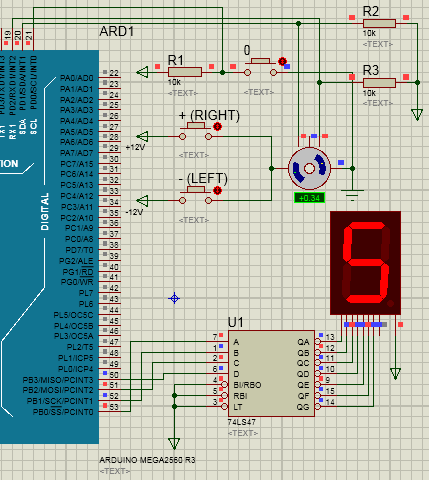 ARD1
19
20
21
TX1
PD2/RXD1/INT2
RX1
PD1/SDA/INT1
SDA
PD0/SCL/INT0
SCL
R2
10k
<TEXT>
R1
10k
<TEXT>
0
<TEXT>
R3
10k
<TEXT>
+ (RIGHT)
+12V
<TEXT>
- (LEFT)
-12V
<TEXT>
+0.34
DIGITAL
PA0/AD0 22
PA1/AD1 23
PA2/AD2 24
PA3/AD3 25
PA4/AD4 26
PA5/AD5 27
PA6/AD6 28
PA7/AD7 29
PC7/A15 30
PC6/A14 31
PC5/A13 32
PC4/A12 33
PC3/A11 34
PC2/A10 35
PC1/A9 36
PC0/A8 37
PD7/T0 38
PG2/ALE 39
PG1/RD 40
PG0/WR 41
PL7 42
PL6 43
PL5/OC5C 44
PL4/OC5B 45
PL3/OC5A 46
PL2/T5 47
PL1/ICP5 48
PL0/ICP4 49
PB3/MISO/PCINT3 50
PB2/MOSI/PCINT2 51
PB1/SCK/PCINT1 52
PB0/SS/PCINT0 53
U1
7 A QA 13
1 B QB 12
2 C QC 11
6 D QD 10
4 BI/RBO QE 9
5 RBI QF 15
3 LT QG 14
74LS47
<TEXT>
5
ARDUINO MEGA2560 R3
<TEXT>